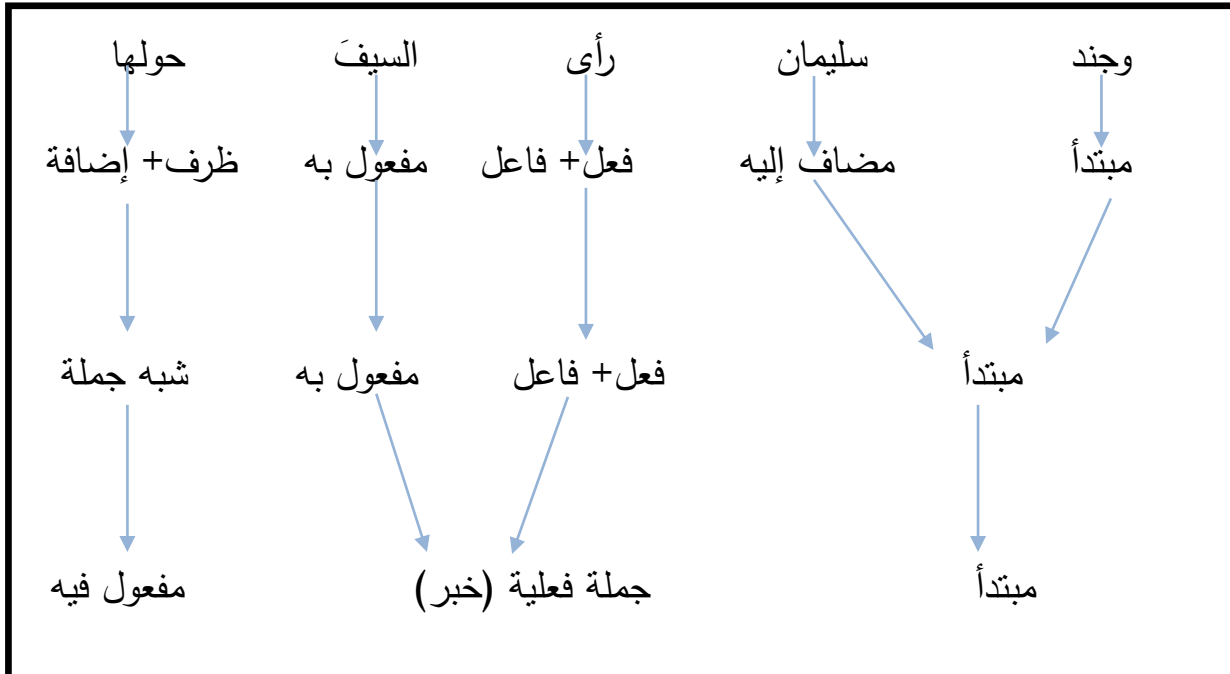 وجند سليمان رأى السيفَ حولها
مبتدأ مضاف إليه فعل+ فاعل مفعول به ظرف+ إضافة
مبتدأ فعل+ فاعل مفعول به شبه جملة
مبتدأ جملة فعلية (خبر) مفعول فيه